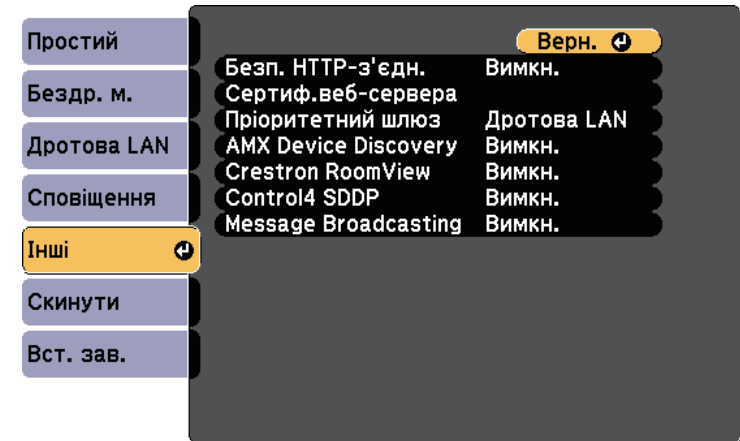 Простий
Бездр. м.
Дротова LAN
Сповіщення
Інші
Скинути
Вст. зав.
Верн.
Безп. HTTP-з'єдн. Вимкн.
Сертиф.веб-сервера
Пріоритетний шлюз Дротова LAN
AMX Device Discovery Вимкн.
Crestron RoomView Вимкн.
Control4 SDDP Вимкн.
Message Broadcasting Вимкн.